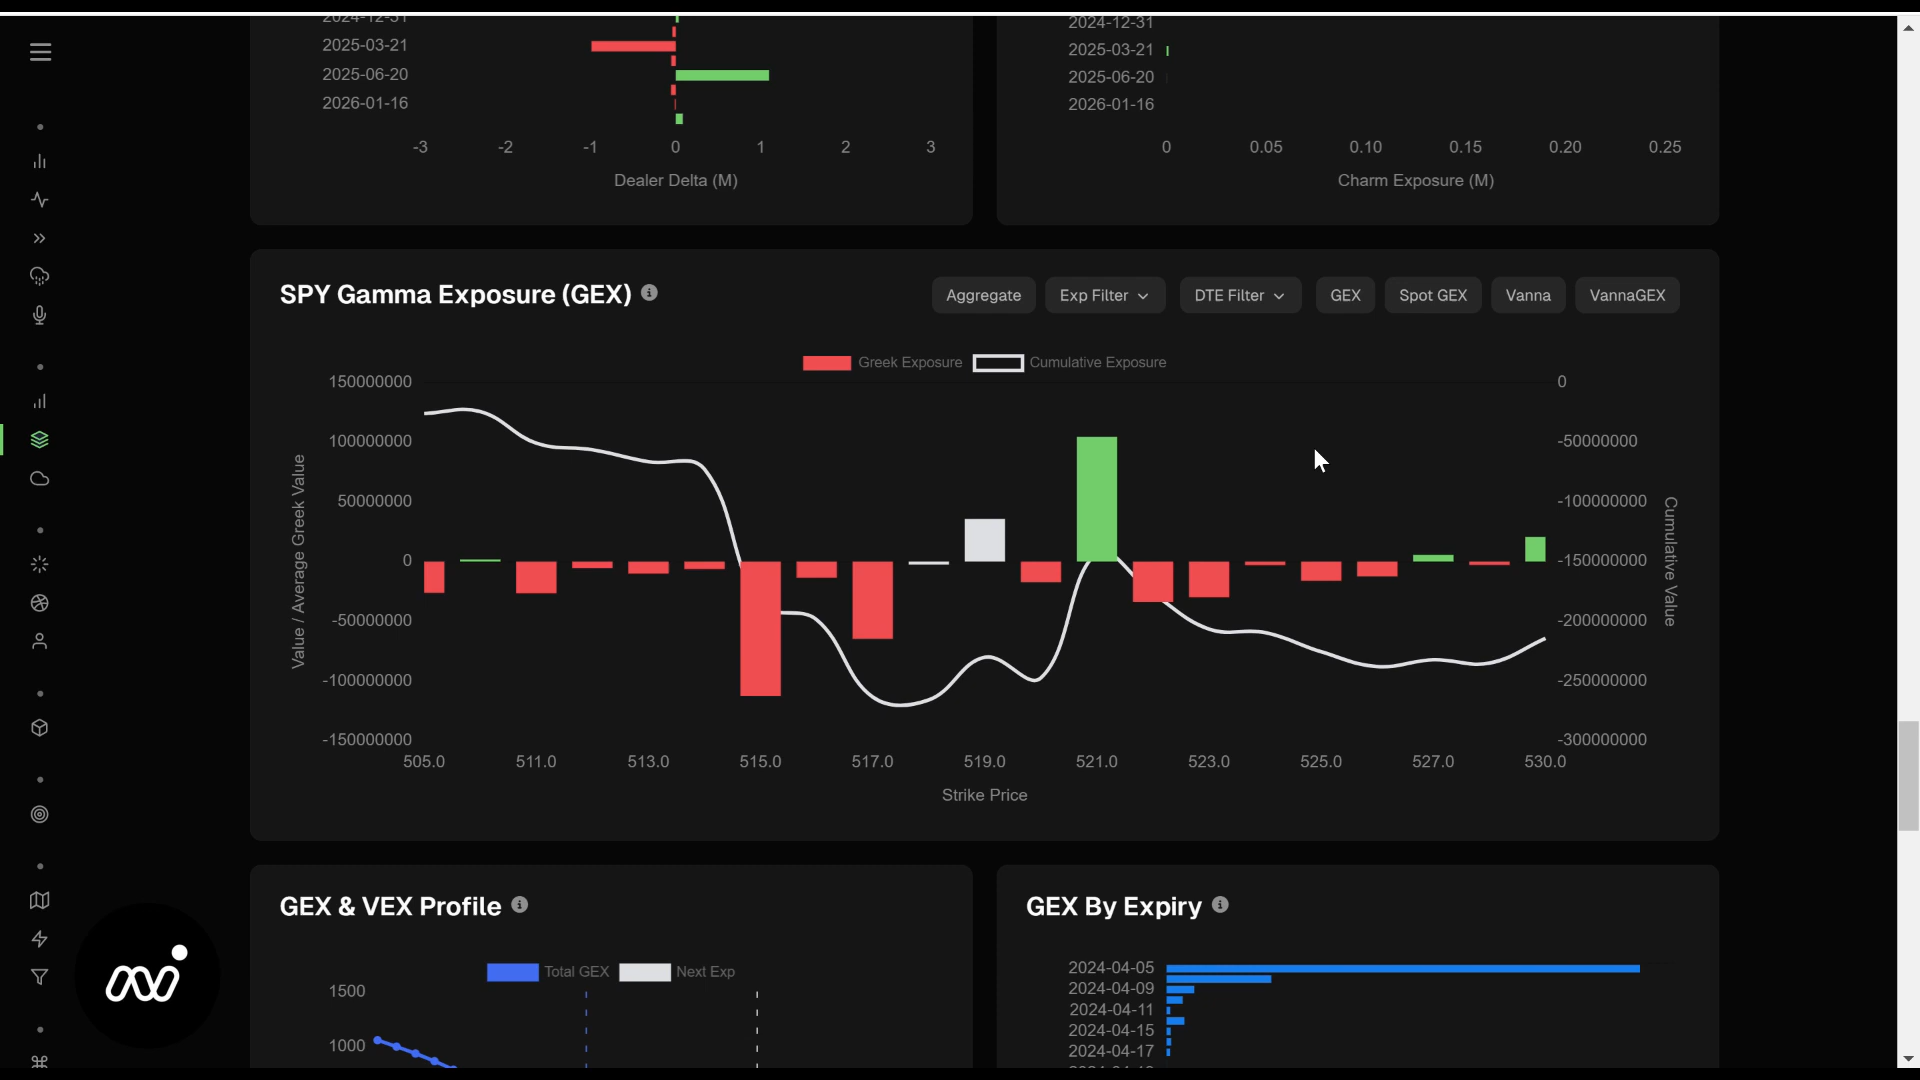 2024-12-31
2025-03-21
2025-06-20
2026-01-16
-3 -2 -1 0 1 2 3
Dealer Delta (M)
2024-12-31
2025-03-21
2025-06-20
2026-01-16
0 0.05 0.10 0.15 0.20 0.25
Charm Exposure (M)
SPY Gamma Exposure (GEX)
Aggregate Exp Filter DTE Filter GEX Spot GEX Vanna VannaGEX
Greek Exposure Cumulative Exposure
Value / Average Greek Value
150000000
100000000
50000000
0
-50000000
-100000000
-150000000
0
-50000000
-100000000
-150000000
-200000000
-250000000
-300000000
Cumulative Value
505.0 511.0 513.0 515.0 517.0 519.0 521.0 523.0 525.0 527.0 530.0
Strike Price
GEX & VEX Profile
Total GEX Next Exp
1500
1000
GEX By Expiry
2024-04-05
2024-04-09
2024-04-11
2024-04-15
2024-04-17